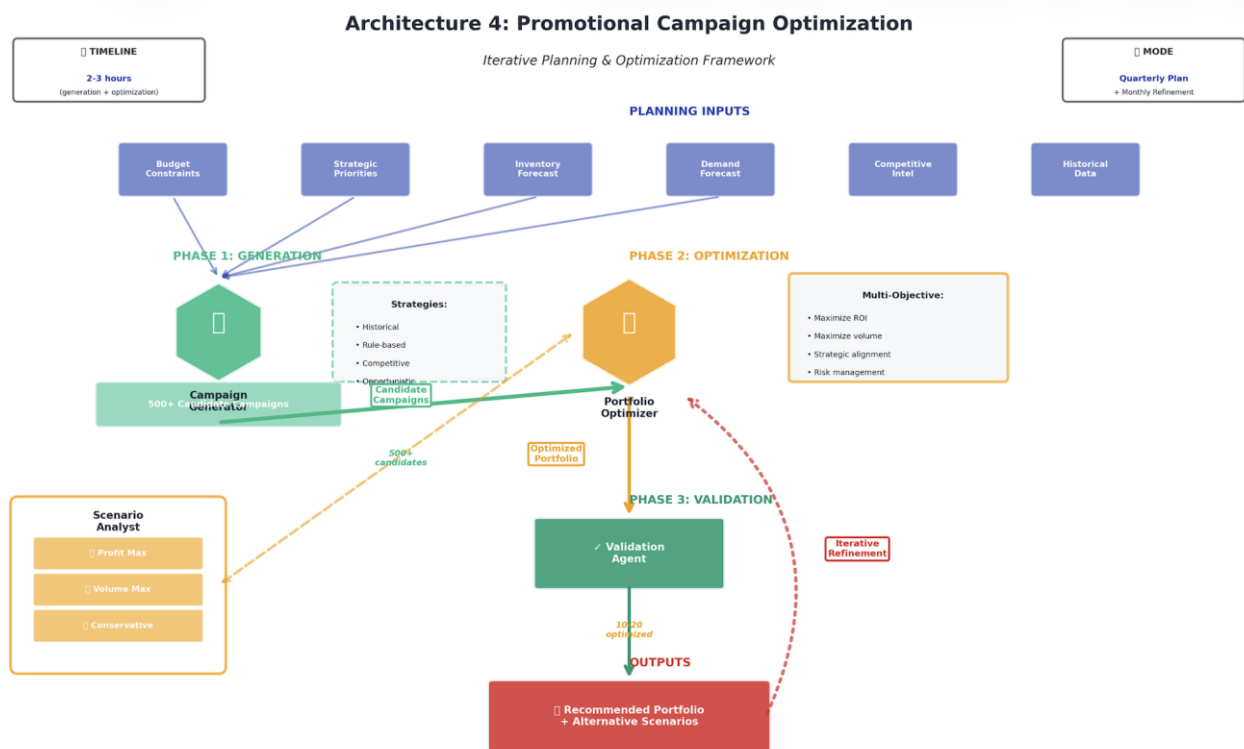 Architecture 4: Promotional Campaign Optimization
Iterative Planning & Optimization Framework
TIMELINE
2-3 hours
(generation + optimization)
MODE
Quarterly Plan
+ Monthly Refinement
PLANNING INPUTS
Budget
Constraints
Strategic
Priorities
Inventory
Forecast
Demand
Forecast
Competitive
Intel
Historical
Data
PHASE 1: GENERATION
PHASE 2: OPTIMIZATION
Strategies:
• Historical
• Rule-based
• Competitive
• Opportunistic
Multi-Objective:
• Maximize ROI
• Maximize volume
• Strategic alignment
• Risk management
Campaign
Generator
500+ Candidate Campaigns
Candidate
Campaigns
Portfolio
Optimizer
500+
candidates
Optimized
Portfolio
PHASE 3: VALIDATION
Scenario
Analyst
Profit Max
Volume Max
Conservative
✓ Validation
Agent
Iterative
Refinement
10-20
optimized
OUTPUTS
Recommended Portfolio
+ Alternative Scenarios